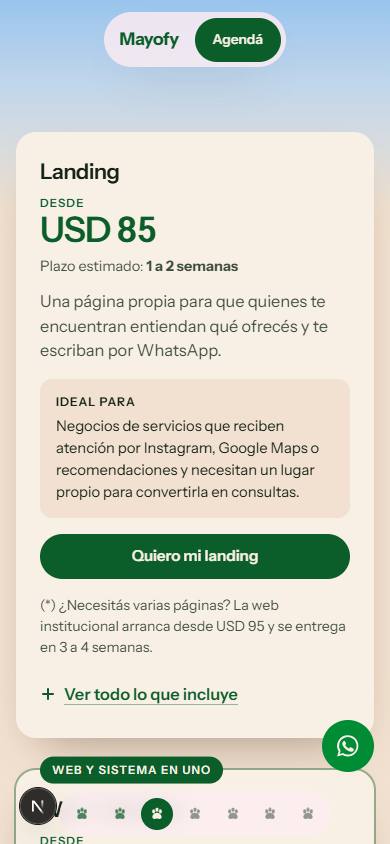 Mayofy
Agendá
Landing
DESDE
USD 85
Plazo estimado: 1 a 2 semanas
Una página propia para que quienes te
encuentran entiendan qué ofrecés y te
escriban por WhatsApp.
IDEAL PARA
Negocios de servicios que reciben
atención por Instagram, Google Maps o
recomendaciones y necesitan un lugar
propio para convertirla en consultas.
Quiero mi landing
(*) ¿Necesitás varias páginas? La web
institucional arranca desde USD 95 y se entrega
en 3 a 4 semanas.
+ Ver todo lo que incluye
WEB Y SISTEMA EN UNO
N
DESDE